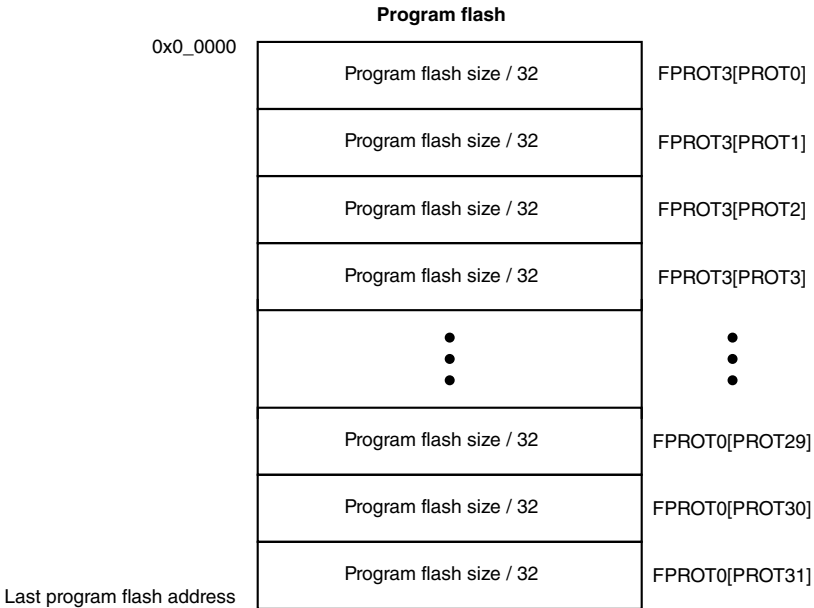 Program flash
0x0_0000
Program flash size / 32 FPROT3[PROT0]
Program flash size / 32 FPROT3[PROT1]
Program flash size / 32 FPROT3[PROT2]
Program flash size / 32 FPROT3[PROT3]
Program flash size / 32 FPROT0[PROT29]
Program flash size / 32 FPROT0[PROT30]
Program flash size / 32 FPROT0[PROT31]
Last program flash address